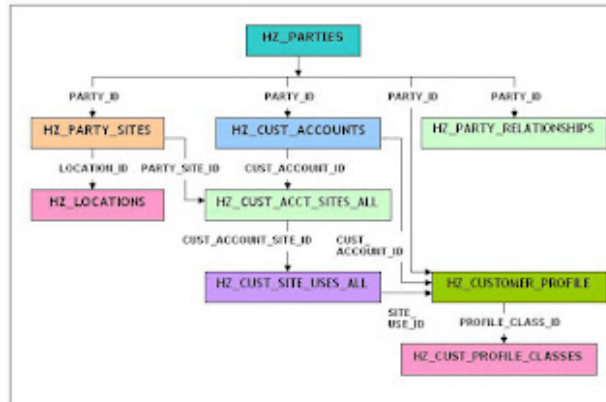 HZ_PARTIES
PARTY_ID PARTY_ID PARTY_ID PARTY_ID
HZ_PARTY_SITES HZ_CUST_ACCOUNTS HZ_PARTY_RELATIONSHIPS
LOCATION_ID PARTY_SITE_ID CUST_ACCOUNT_ID
HZ_LOCATIONS HZ_CUST_ACCT_SITES_ALL
CUST_ACCOUNT_SITE_ID CUST_
ACCOUNT_ID
HZ_CUST_SITE_USES_ALL HZ_CUSTOMER_PROFILE
SITE_
USE_ID PROFILE_CLASS_ID
HZ_CUST_PROFILE_CLASSES